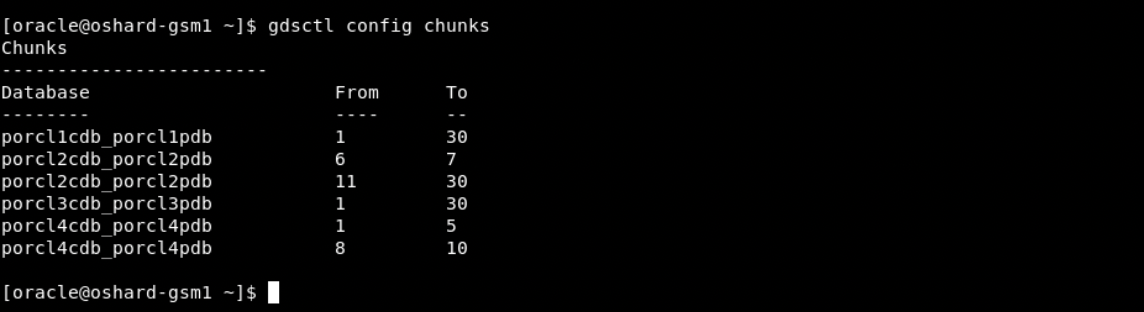 [oracle@oshard-gsm1 ~]$ gdsctl config chunks
Chunks
------------------------
Database                      From      To
--------                      ----      --
porcl1cdb_porcl1pdb           1         30
porcl2cdb_porcl2pdb           6         7
porcl2cdb_porcl2pdb           11        30
porcl3cdb_porcl3pdb           1         30
porcl4cdb_porcl4pdb           1         5
porcl4cdb_porcl4pdb           8         10
[oracle@oshard-gsm1 ~]$